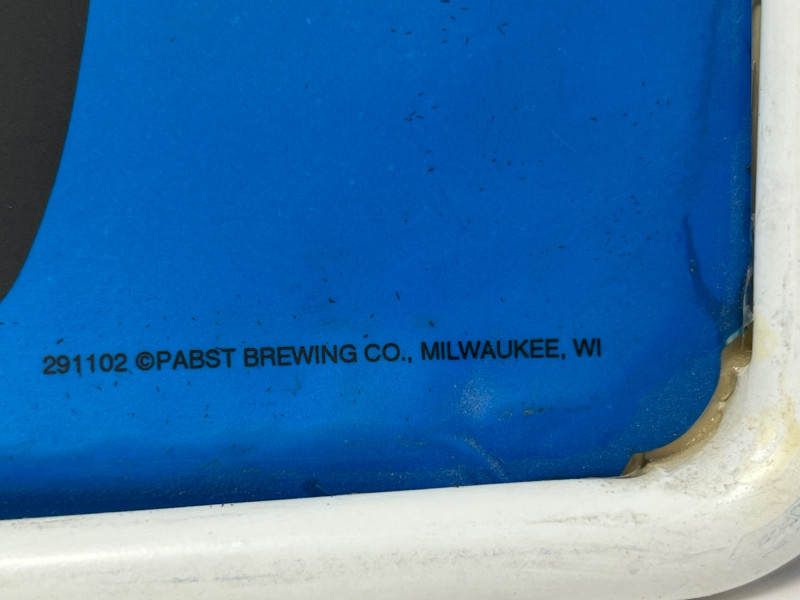 291102 ©PABST BREWING CO., MILWAUKEE, WI